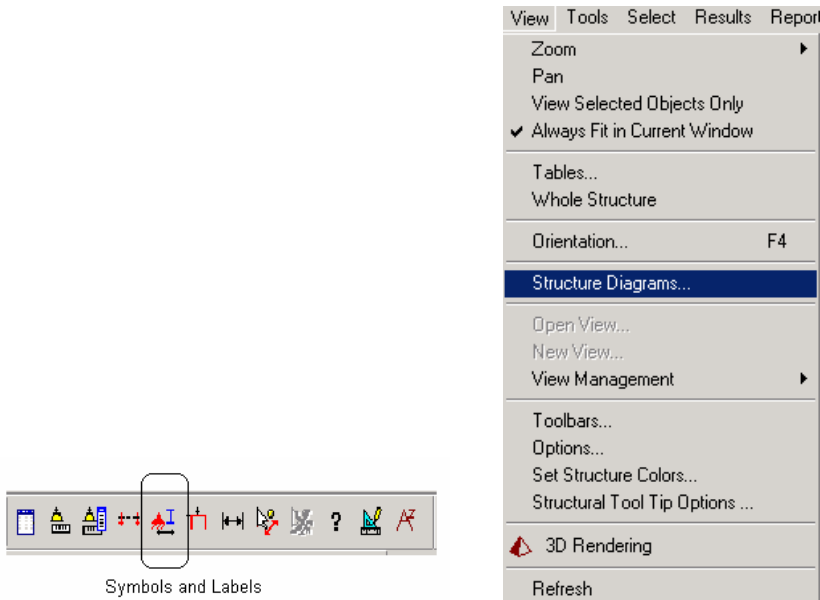 View Tools Select Results Report
Zoom
Pan
View Selected Objects Only
Always Fit in Current Window
Tables...
Whole Structure
Orientation... F4
Structure Diagrams...
Open View...
New View...
View Management
Toolbars...
Options...
Set Structure Colors...
Structural Tool Tip Options ...
3D Rendering
Refresh
?
Symbols and Labels